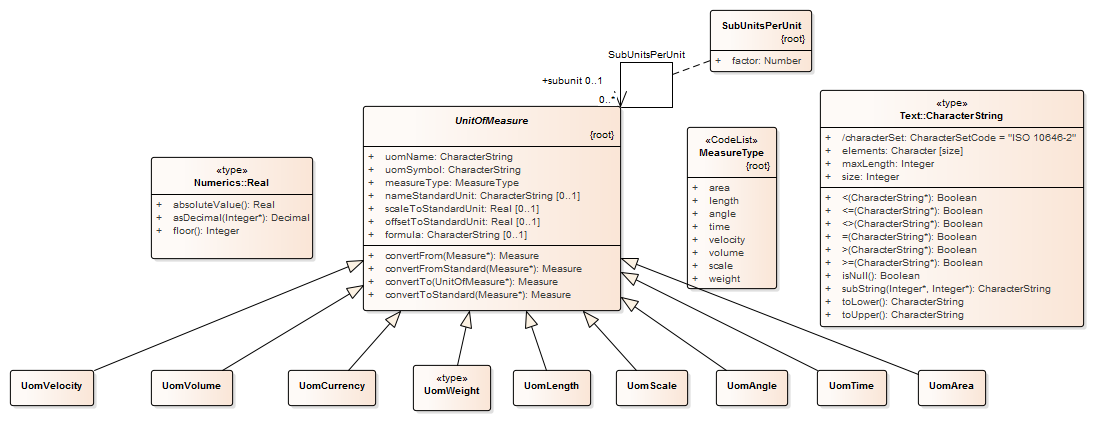 SubUnitsPerUnit
{root}
+ factor: Number
SubUnitsPerUnit
+subunit 0..1
0..*
UnitOfMeasure
{root}
+ uomName: CharacterString
+ uomSymbol: CharacterString
+ measureType: MeasureType
+ nameStandardUnit: CharacterString [0..1]
+ scaleToStandardUnit: Real [0..1]
+ offsetToStandardUnit: Real [0..1]
+ formula: CharacterString [0..1]
+ convertFrom(Measure*): Measure
+ convertFromStandard(Measure*): Measure
+ convertTo(UnitOfMeasure*): Measure
+ convertToStandard(Measure*): Measure
«type»
Numerics::Real
+ absoluteValue(): Real
+ asDecimal(Integer*): Decimal
+ floor(): Integer
«CodeList»
MeasureType
{root}
+ area
+ length
+ angle
+ time
+ velocity
+ volume
+ scale
+ weight
«type»
Text::CharacterString
+ /characterSet: CharacterSetCode = "ISO 10646-2"
+ elements: Character [size]
+ maxLength: Integer
+ size: Integer
+ <(CharacterString*): Boolean
+ <=(CharacterString*): Boolean
+ <>(CharacterString*): Boolean
+ =(CharacterString*): Boolean
+ >(CharacterString*): Boolean
+ >=(CharacterString*): Boolean
+ isNull(): Boolean
+ subString(Integer*, Integer*): CharacterString
+ toLower(): CharacterString
+ toUpper(): CharacterString
UomVelocity
UomVolume
UomCurrency
«type»
UomWeight
UomLength
UomScale
UomAngle
UomTime
UomArea